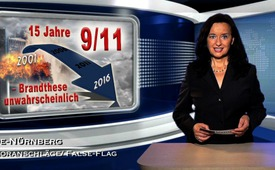 15 Jahre
9/11
2001
2016
Brandthese
unwahrscheinlich
E-NÜRNBERG
ORANSCHLÄGE/FALSE-FLAG